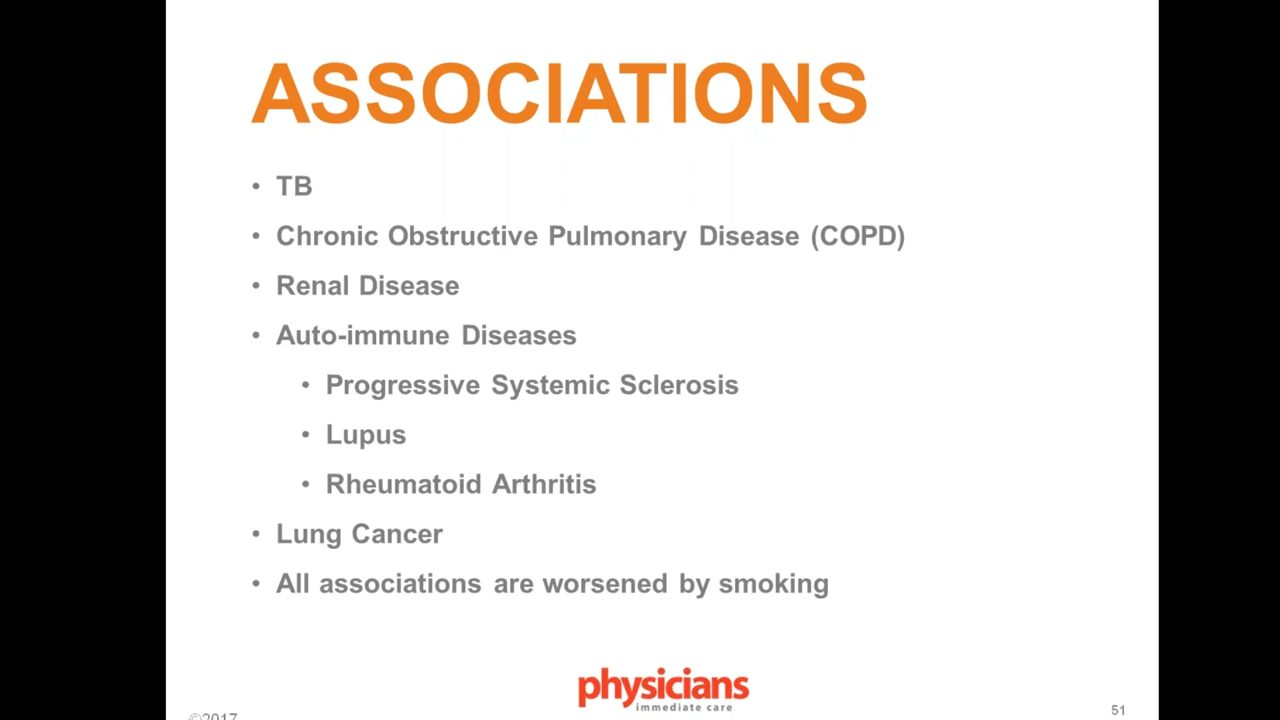 ASSOCIATIONS
• TB
• Chronic Obstructive Pulmonary Disease (COPD)
• Renal Disease
• Auto-immune Diseases
• Progressive Systemic Sclerosis
• Lupus
• Rheumatoid Arthritis
• Lung Cancer
• All associations are worsened by smoking
physicians
immediate care
©2017
51